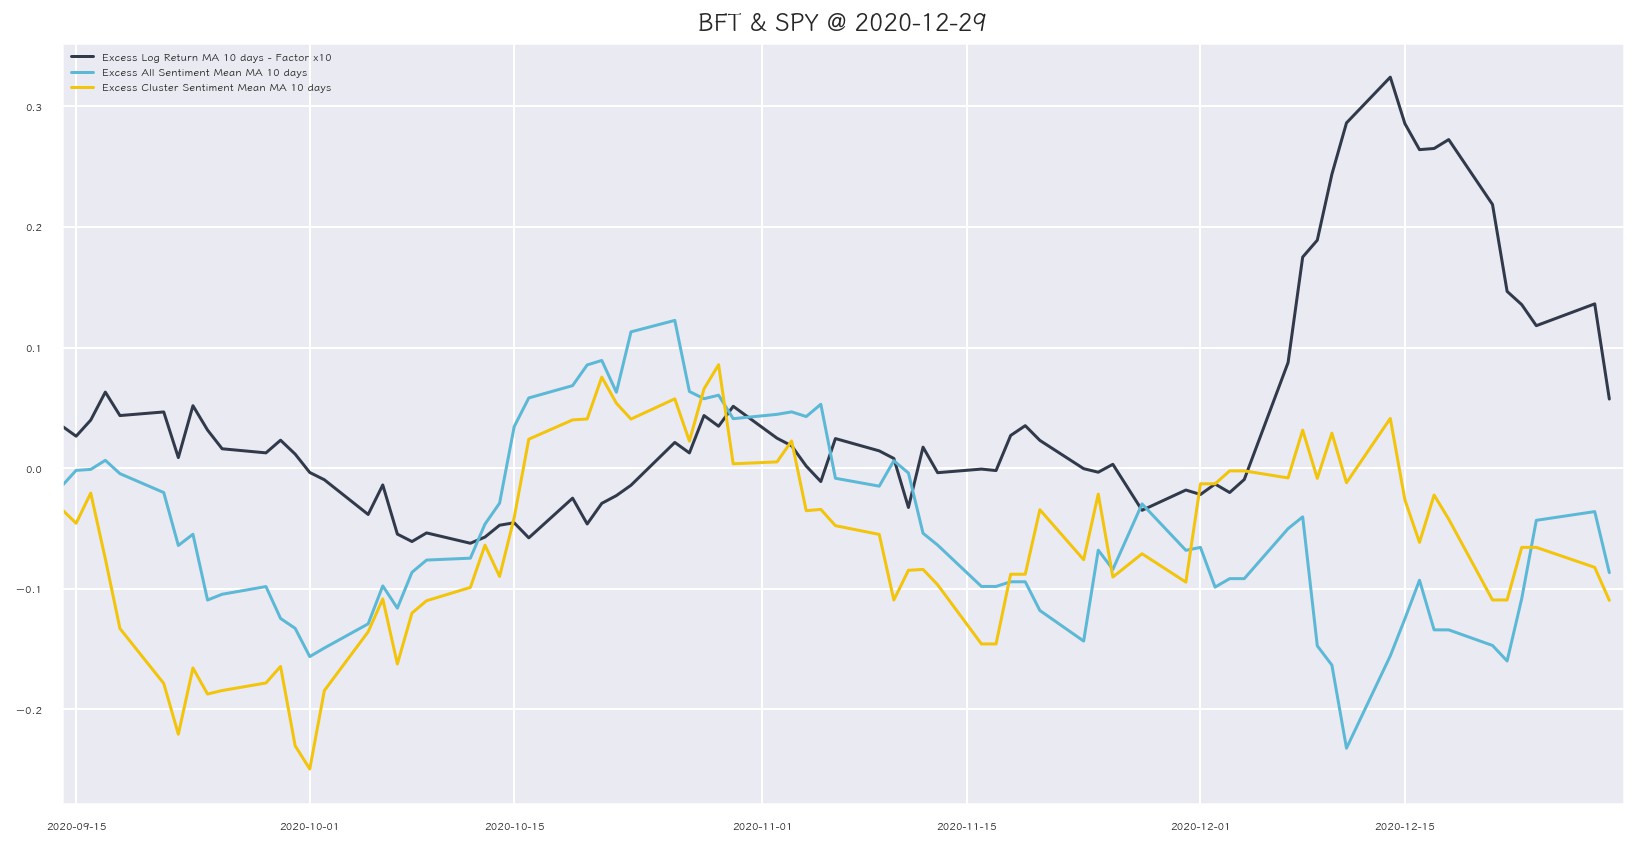 BFT & SPY @ 2020-12-29
Excess Log Return MA 10 days - Factor x10
Excess All Sentiment Mean MA 10 days
Excess Cluster Sentiment Mean MA 10 days
0.3
0.2
0.1
0.0
−0.1
−0.2
2020-09-15 2020-10-01 2020-10-15 2020-11-01 2020-11-15 2020-12-01 2020-12-15